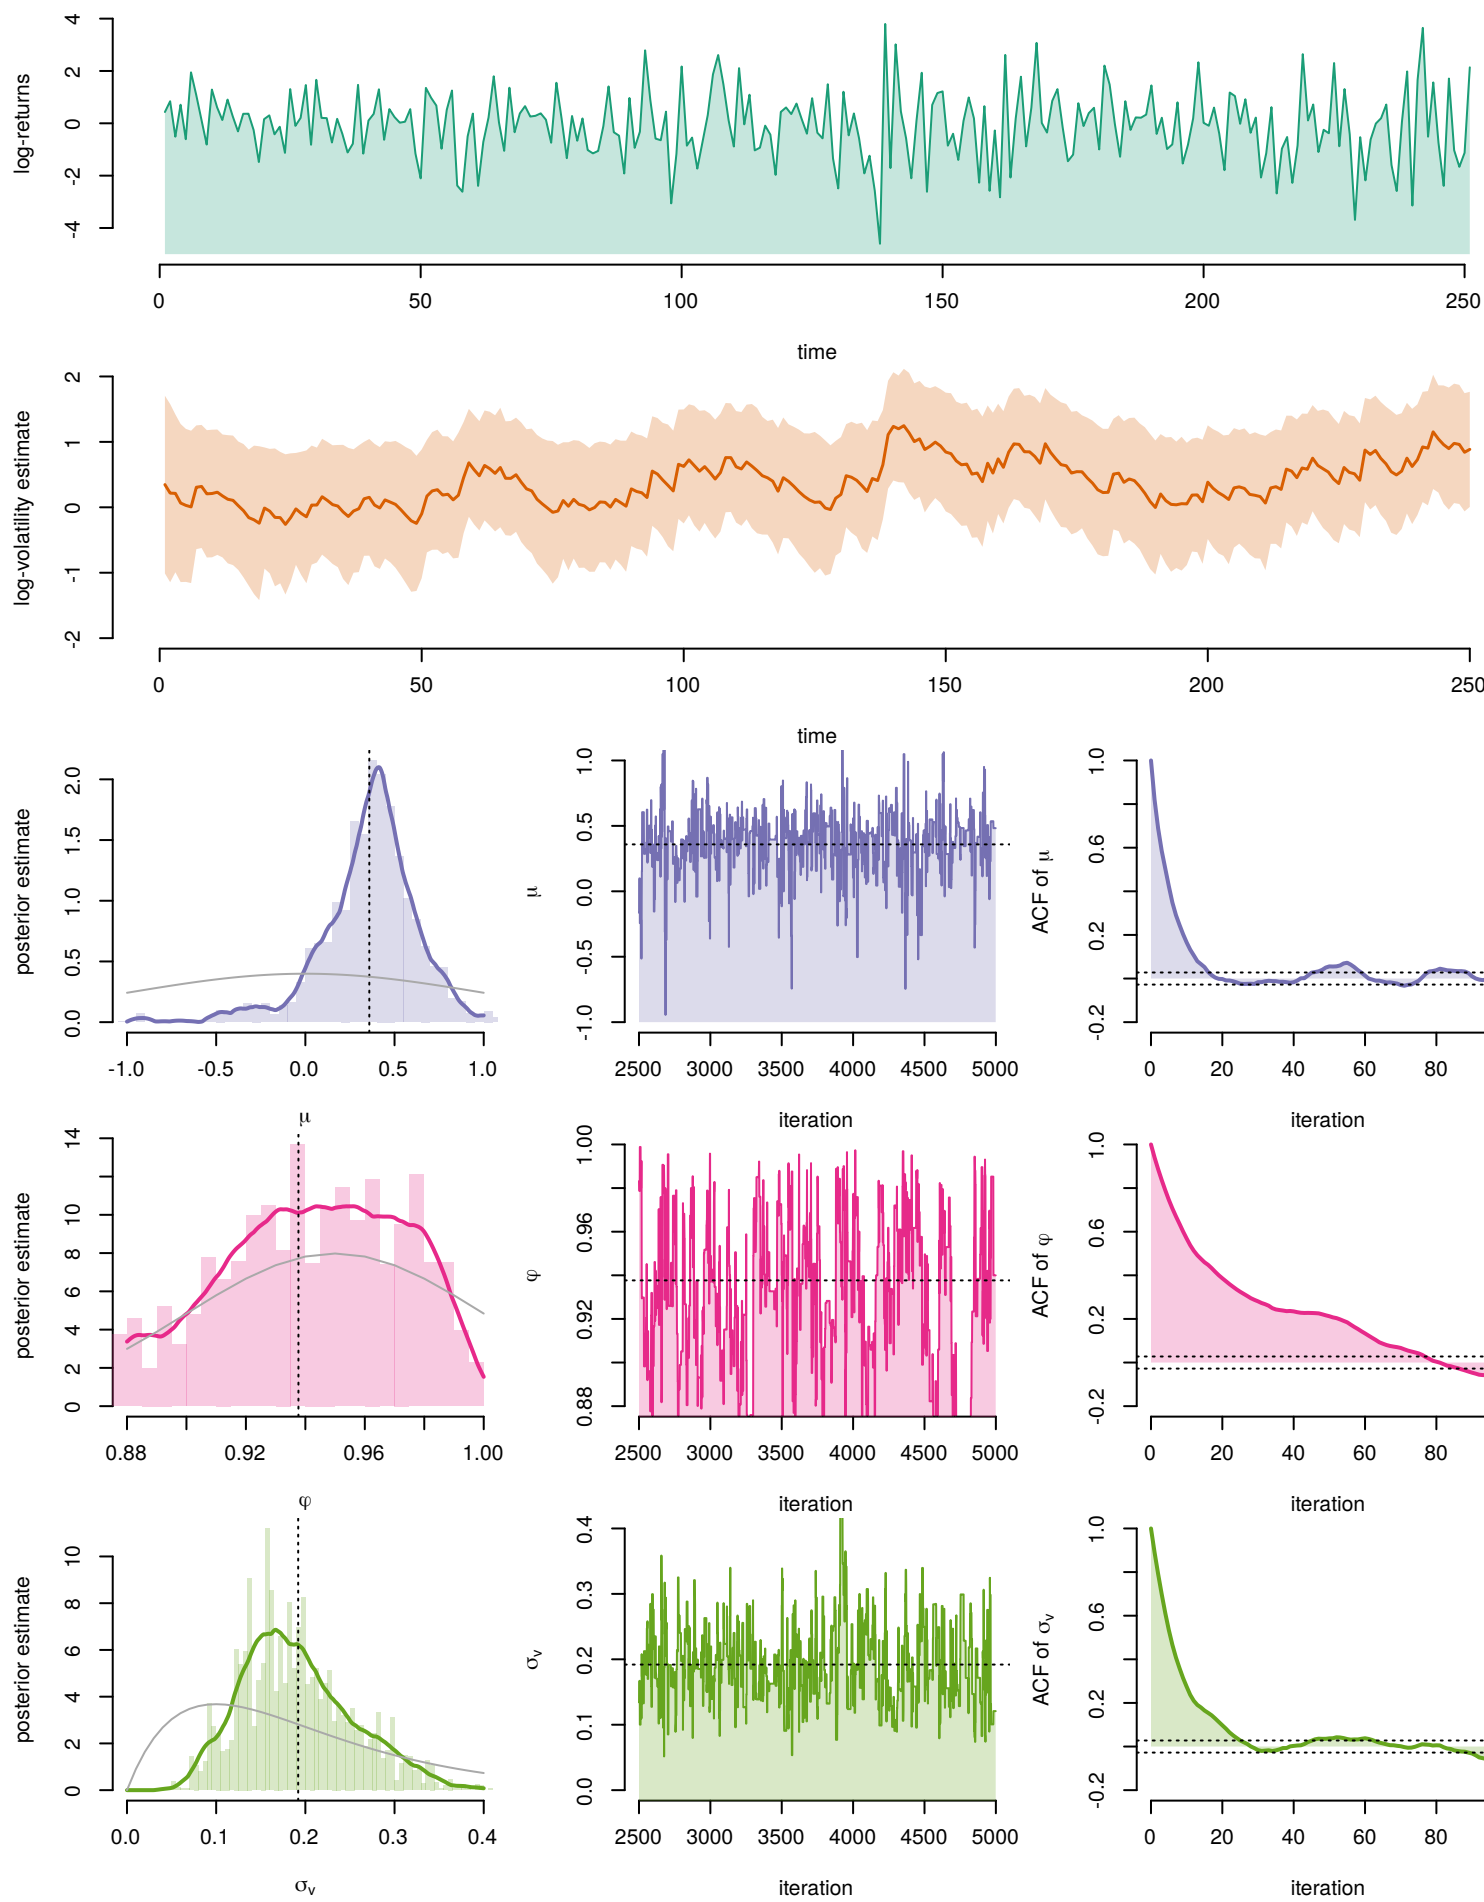 log-returns
4
2
0
-2
-4
0 50 100 150 200 250
time
log-volatility estimate
2
1
0
-1
-2
0 50 100 150 200 250
time
posterior estimate
2.0
1.5
1.0
0.5
0.0
-1.0 -0.5 0.0 0.5 1.0
μ
μ
1.0
0.5
0.0
-0.5
-1.0
2500 3000 3500 4000 4500 5000
iteration
ACF of μ
1.0
0.6
0.2
-0.2
0 20 40 60 80
iteration
posterior estimate
14
10
8
6
4
2
0
0.88 0.92 0.96 1.00
φ
φ
1.00
0.96
0.92
0.88
2500 3000 3500 4000 4500 5000
iteration
ACF of φ
1.0
0.6
0.2
-0.2
0 20 40 60 80
iteration
posterior estimate
10
8
6
4
2
0
0.0 0.1 0.2 0.3 0.4
σv
σv
0.4
0.3
0.2
0.1
0.0
2500 3000 3500 4000 4500 5000
iteration
ACF of σv
1.0
0.6
0.2
-0.2
0 20 40 60 80
iteration